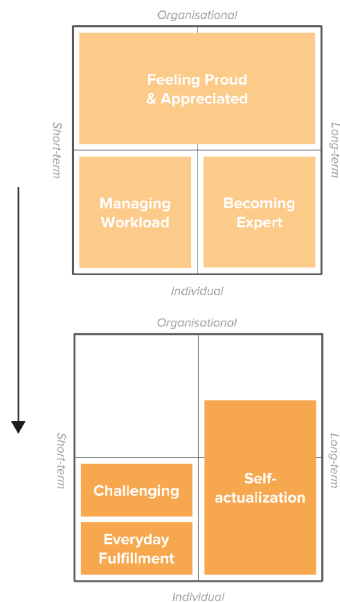 Organisational
Feeling Proud
& Appreciated
Short-term
Long-term
Managing
Workload
Becoming
Expert
Individual
Organisational
Short-term
Long-term
Challenging
Self-
actualization
Everyday
Fulfillment
Individual